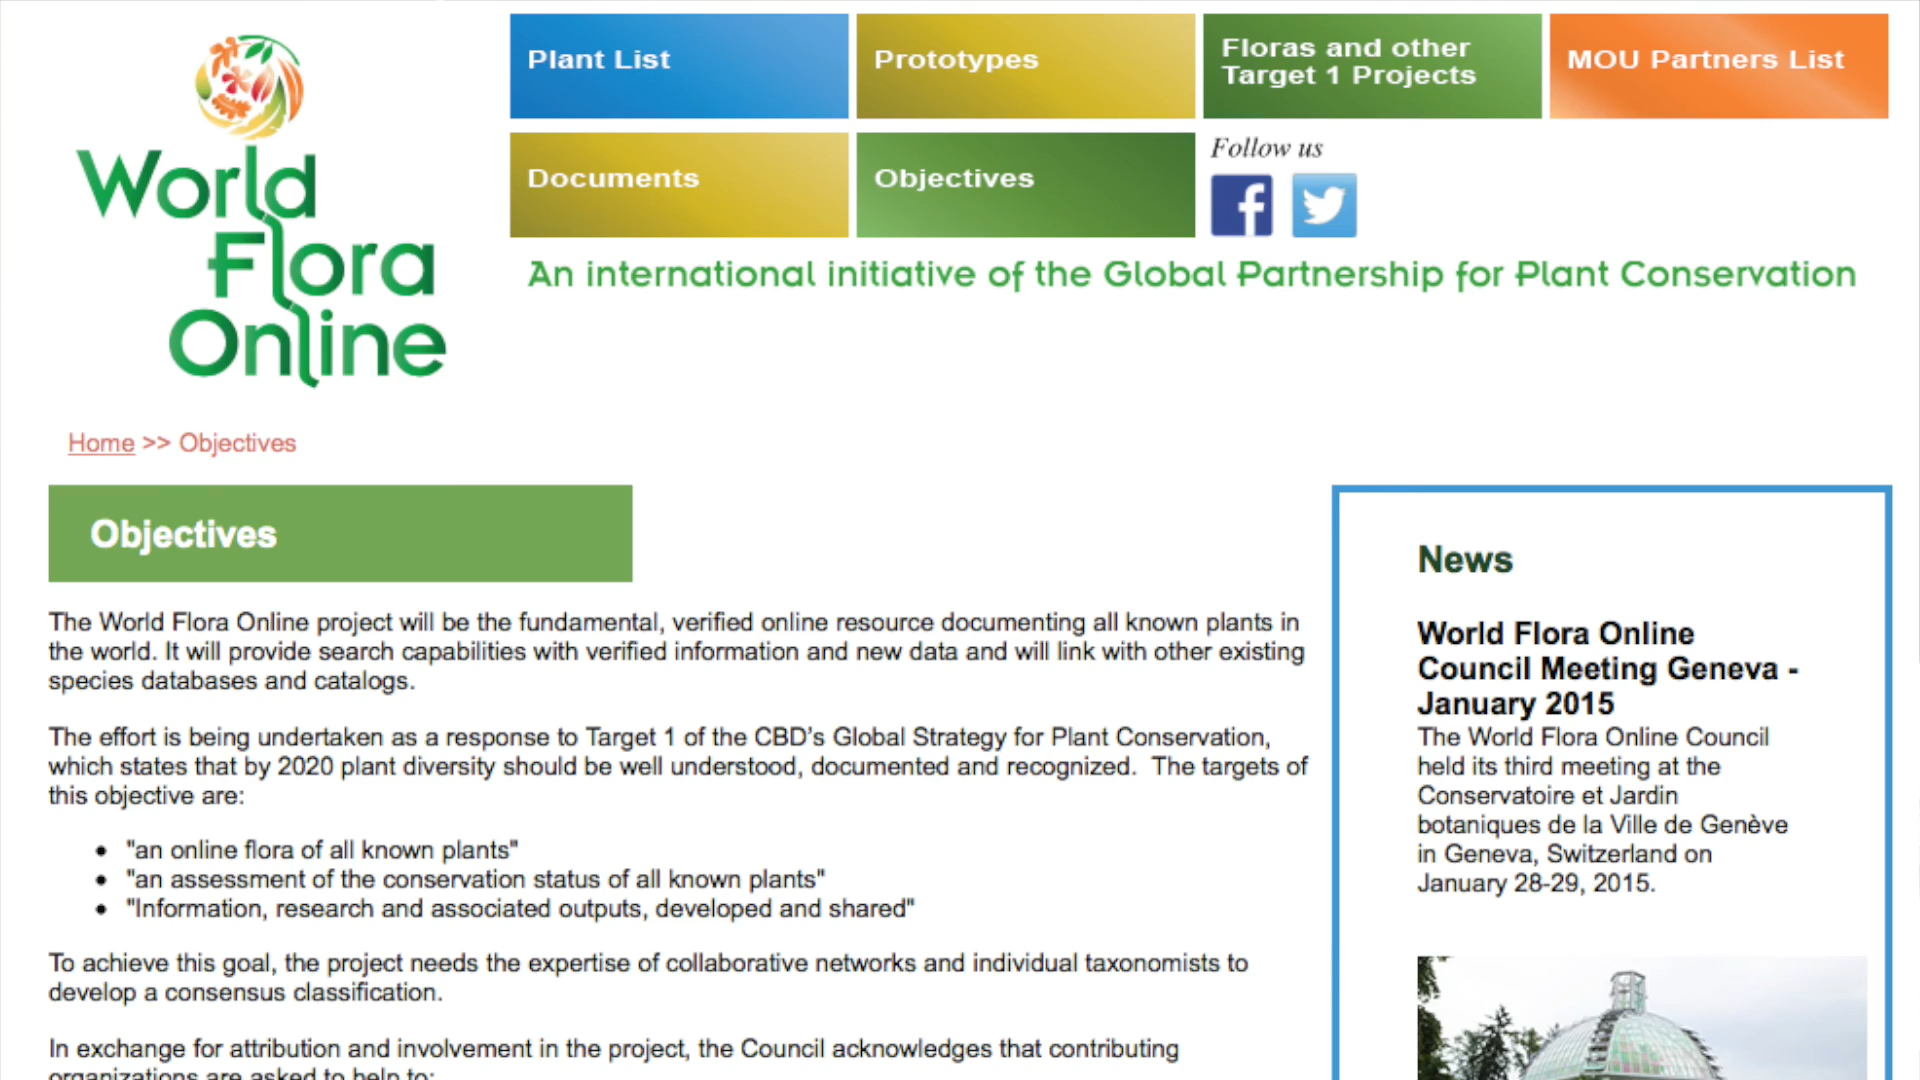 World
Flora
Online
Plant List
Prototypes
Floras and other
Target 1 Projects
MOU Partners List
Documents
Objectives
Follow us
An international initiative of the Global Partnership for Plant Conservation
Home >> Objectives
Objectives
The World Flora Online project will be the fundamental, verified online resource documenting all known plants in
the world. It will provide search capabilities with verified information and new data and will link with other existing
species databases and catalogs.
The effort is being undertaken as a response to Target 1 of the CBD’s Global Strategy for Plant Conservation,
which states that by 2020 plant diversity should be well understood, documented and recognized.  The targets of
this objective are:
• "an online flora of all known plants"
• "an assessment of the conservation status of all known plants"
• "Information, research and associated outputs, developed and shared"
To achieve this goal, the project needs the expertise of collaborative networks and individual taxonomists to
develop a consensus classification.
In exchange for attribution and involvement in the project, the Council acknowledges that contributing
organizations are asked to help to:
News
World Flora Online
Council Meeting Geneva -
January 2015
The World Flora Online Council
held its third meeting at the
Conservatoire et Jardin
botaniques de la Ville de Genève
in Geneva, Switzerland on
January 28-29, 2015.